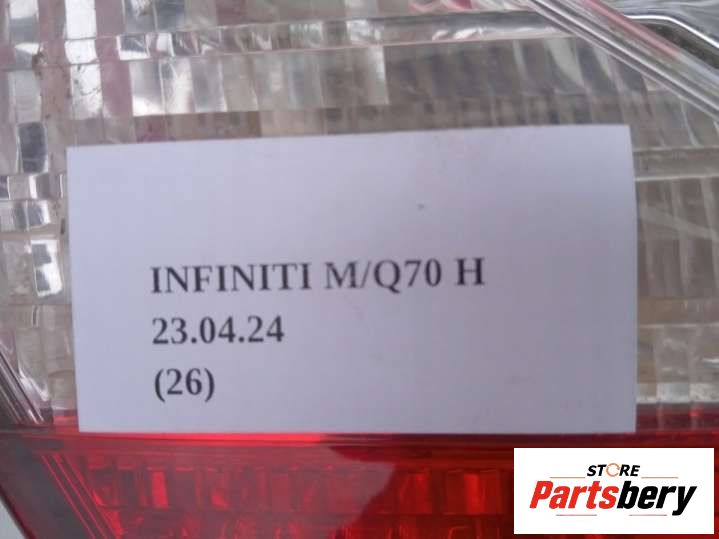 INFINITI M/Q70 H
23.04.24
(26)
STORE
Partsbery